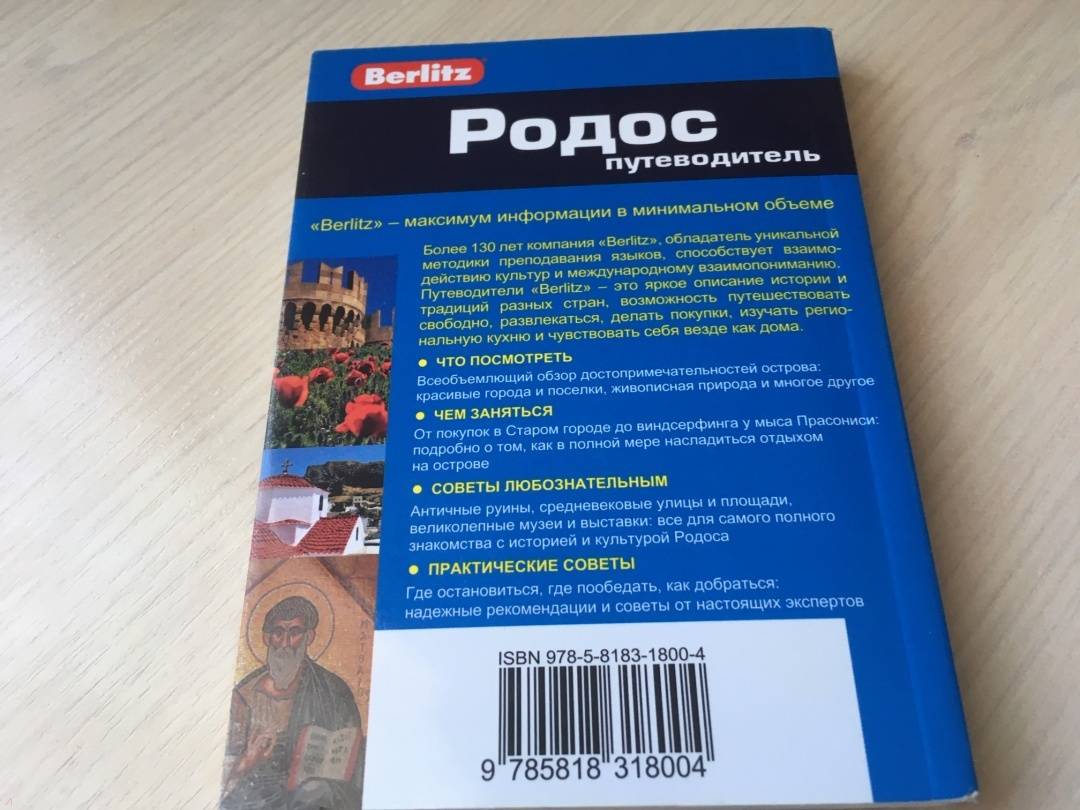 Berlitz
Родос
путеводитель
«Berlitz» – максимум информации в минимальном объеме
Более 130 лет компания «Berlitz», обладатель уникальной
методики преподавания языков, способствует взаимо-
действию культур и международному взаимопониманию.
Путеводители «Berlitz» – это яркое описание истории и
традиций разных стран, возможность путешествовать
свободно, развлекаться, делать покупки, изучать регио-
нальную кухню и чувствовать себя везде как дома.
• ЧТО ПОСМОТРЕТЬ
Всеобъемлющий обзор достопримечательностей острова:
красивые города и поселки, живописная природа и многое другое
• ЧЕМ ЗАНЯТЬСЯ
От покупок в Старом городе до виндсерфинга у мыса Прасониси:
подробно о том, как в полной мере насладиться отдыхом
на острове
• СОВЕТЫ ЛЮБОЗНАТЕЛЬНЫМ
Античные руины, средневековые улицы и площади,
великолепные музеи и выставки: все для самого полного
знакомства с историей и культурой Родоса
• ПРАКТИЧЕСКИЕ СОВЕТЫ
Где остановиться, где пообедать, как добраться:
надежные рекомендации и советы от настоящих экспертов
ISBN 978-5-8183-1800-4
9 785818 318004